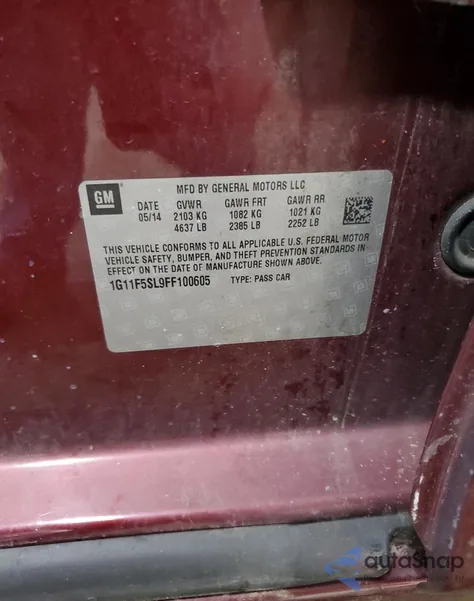 GM
MFD BY GENERAL MOTORS LLC
DATE GVWR GAWR FRT GAWR RR
05/14 2103 KG 1082 KG 1021 KG
4637 LB 2385 LB 2252 LB
THIS VEHICLE CONFORMS TO ALL APPLICABLE U.S. FEDERAL MOTOR
VEHICLE SAFETY, BUMPER, AND THEFT PREVENTION STANDARDS IN
EFFECT ON THE DATE OF MANUFACTURE SHOWN ABOVE.
1G11F5SL9FF100605 TYPE: PASS CAR
autoSnap